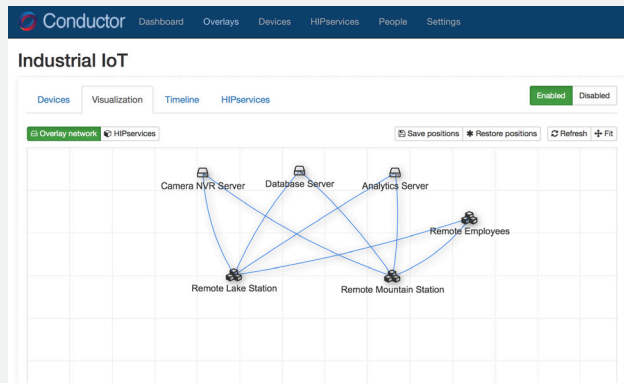 Conductor Dashboard Overlays Devices HIPservices People Settings
Industrial IoT
Devices Visualization Timeline HIPservices Enabled Disabled
Overlay network HIPservices Save positions Restore positions Refresh Fit
Camera NVR Server Database Server Analytics Server
Remote Employees
Remote Lake Station Remote Mountain Station